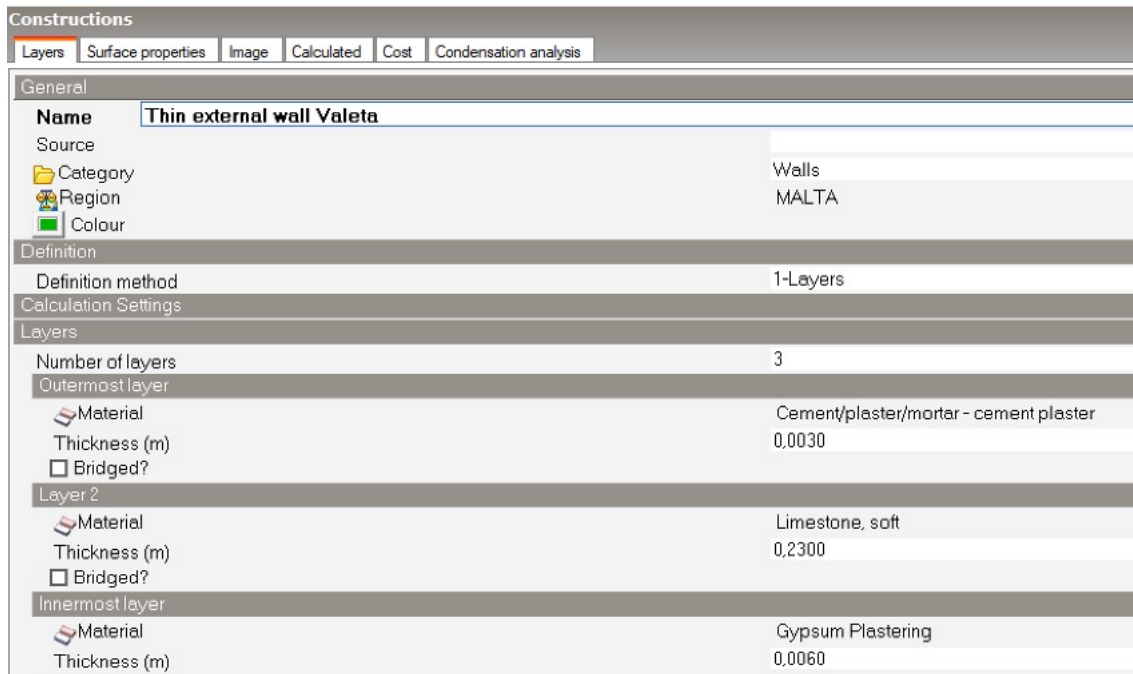 Constructions
Layers Surface properties Image Calculated Cost Condensation analysis
General
Name Thin external wall Valeta
Source
Category Walls
Region MALTA
Colour
Definition
Definition method 1-Layers
Calculation Settings
Layers
Number of layers 3
Outermost layer
Material Cement/plaster/mortar - cement plaster
Thickness (m) 0,0030
Bridged?
Layer 2
Material Limestone, soft
Thickness (m) 0,2300
Bridged?
Innermost layer
Material Gypsum Plastering
Thickness (m) 0,0060